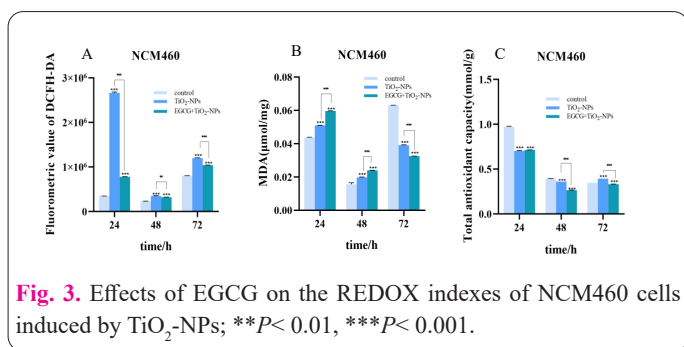 A
NCM460
Fluorometric value of DCFH-DA
3×10⁶
2×10⁶
1×10⁶
0
control
TiO₂-NPs
EGCG+TiO₂-NPs
***
***
***
***
**
***
***
***
***
24
48
72
time/h
B
NCM460
MDA(μmol/mg)
0.08
0.06
0.04
0.02
0.00
control
TiO₂-NPs
EGCG+TiO₂-NPs
***
***
***
***
***
***
***
***
***
24
48
72
time/h
C
NCM460
Total antioxidant capacity(mmol/g)
1.5
1.0
0.5
0.0
control
TiO₂-NPs
EGCG+TiO₂-NPs
***
***
***
***
***
***
***
***
24
48
72
time/h
Fig. 3. Effects of EGCG on the REDOX indexes of NCM460 cells
induced by TiO₂-NPs; **P< 0.01, ***P< 0.001.